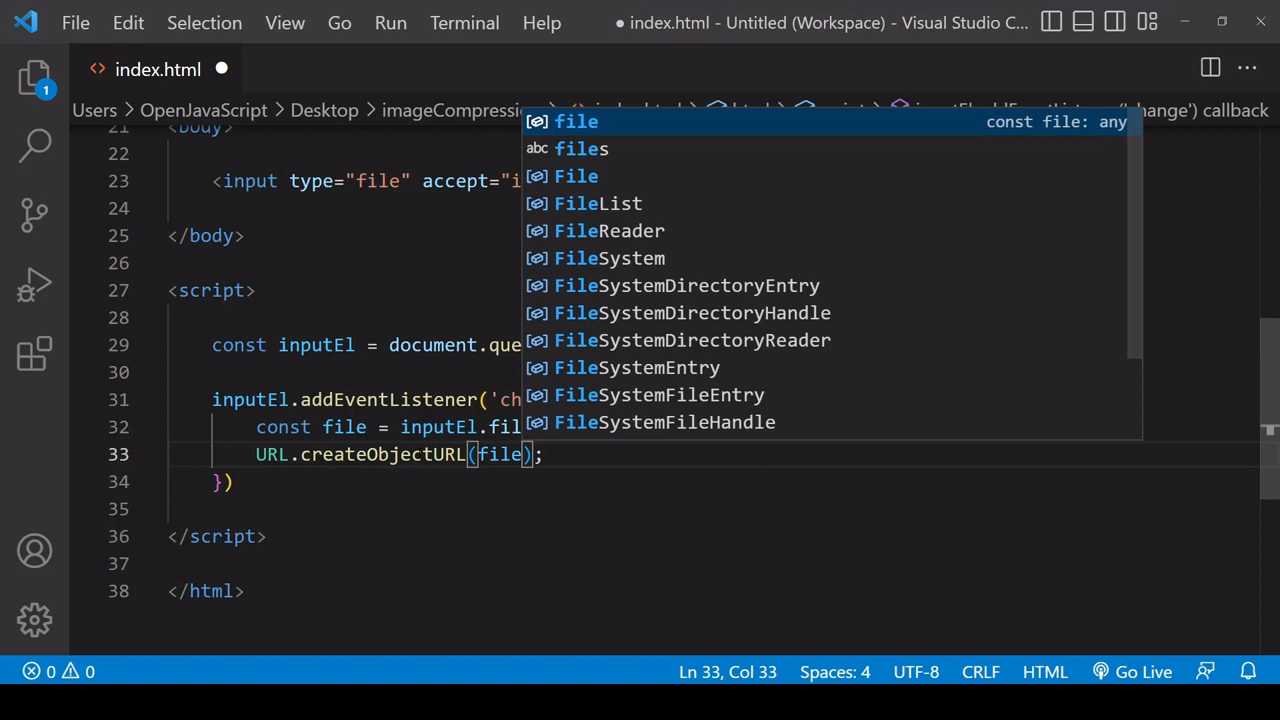 File Edit Selection View Go Run Terminal Help ● index.html - Untitled (Workspace) - Visual Studio C...
1
index.html
Users > OpenJavaScript > Desktop > imageCompressi callback
21 <body>
22
23 <input type="file" accept="i
24
25 </body>
26
27 <script>
28
29 const inputEl = document.que
30
31 inputEl.addEventListener('ch
32 const file = inputEl.fil
33 URL.createObjectURL(file);
34 })
35
36 </script>
37
38 </html>
file const file: any
abc files
File
FileList
FileReader
FileSystem
FileSystemDirectoryEntry
FileSystemDirectoryHandle
FileSystemDirectoryReader
FileSystemEntry
FileSystemFileEntry
FileSystemFileHandle
0 0 Ln 33, Col 33 Spaces: 4 UTF-8 CRLF HTML Go Live